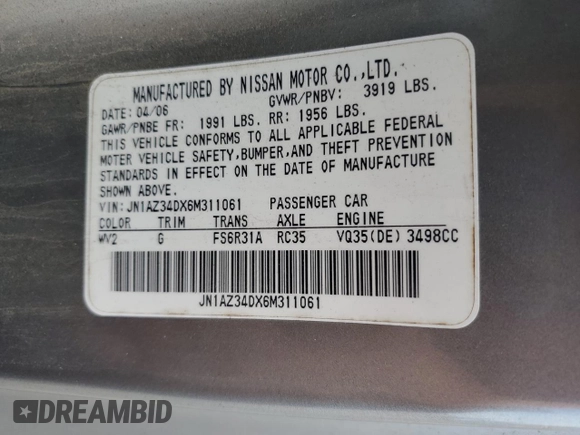 MANUFACTURED BY NISSAN MOTOR CO.,LTD.
DATE: 04/06 GVWR/PNBV: 3919 LBS.
GAWR/PNBE FR: 1991 LBS. RR: 1956 LBS.
THIS VEHICLE CONFORMS TO ALL APPLICABLE FEDERAL
MOTER VEHICLE SAFETY,BUMPER,AND THEFT PREVENTION
STANDARDS IN EFFECT ON THE DATE OF MANUFACTURE
SHOWN ABOVE.
VIN: JN1AZ34DX6M311061 PASSENGER CAR
COLOR TRIM TRANS AXLE ENGINE
WV2 G FS6R31A RC35 VQ35(DE) 3498CC
JN1AZ34DX6M311061
DREAMBID